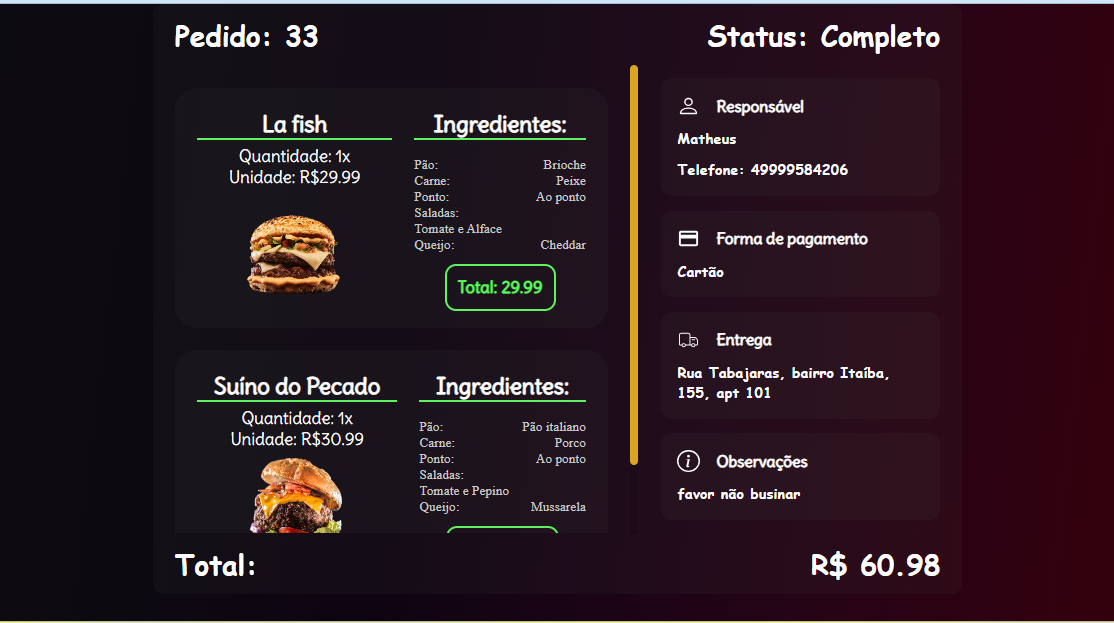 Pedido: 33
Status: Completo
La fish
Quantidade: 1x
Unidade: R$29.99
Ingredientes:
Pão: Brioche
Carne: Peixe
Ponto: Ao ponto
Saladas:
Tomate e Alface
Queijo: Cheddar
Total: 29.99
Suíno do Pecado
Quantidade: 1x
Unidade: R$30.99
Ingredientes:
Pão: Pão italiano
Carne: Porco
Ponto: Ao ponto
Saladas:
Tomate e Pepino
Queijo: Mussarela
Responsável
Matheus
Telefone: 49999584206
Forma de pagamento
Cartão
Entrega
Rua Tabajaras, bairro Itaíba,
155, apt 101
Observações
favor não businar
Total: R$ 60.98